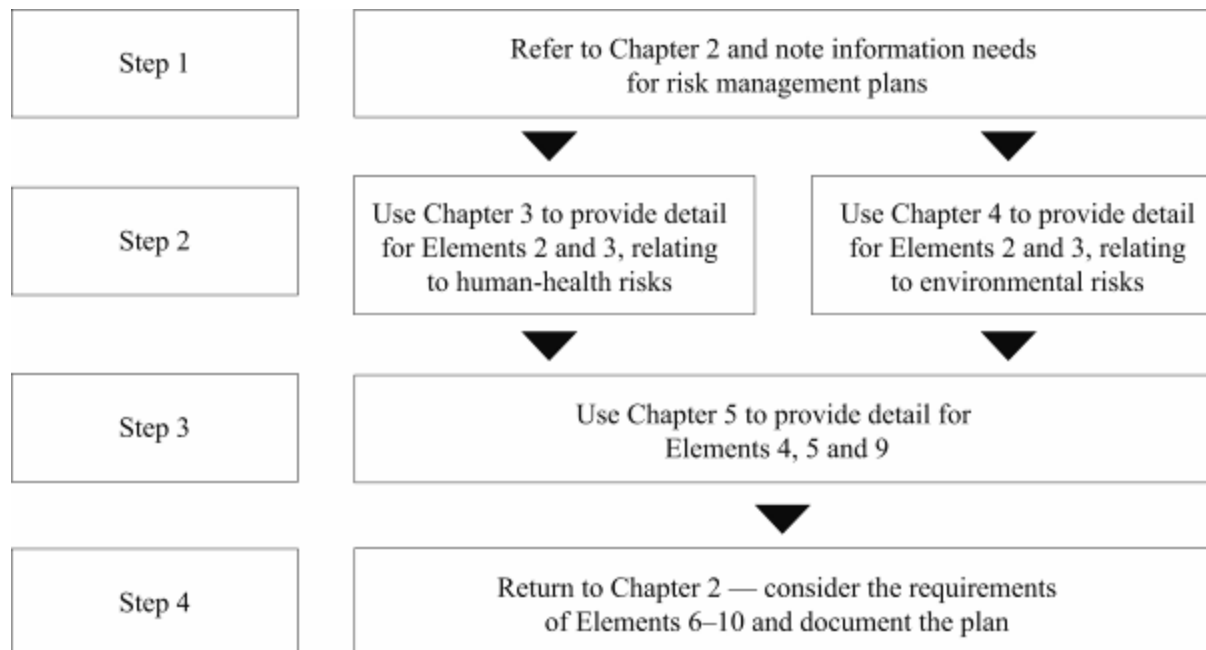 Step 1
Refer to Chapter 2 and note information needs
for risk management plans
Step 2
Use Chapter 3 to provide detail
for Elements 2 and 3, relating
to human-health risks
Use Chapter 4 to provide detail
for Elements 2 and 3, relating
to environmental risks
Step 3
Use Chapter 5 to provide detail for
Elements 4, 5 and 9
Step 4
Return to Chapter 2 — consider the requirements
of Elements 6–10 and document the plan